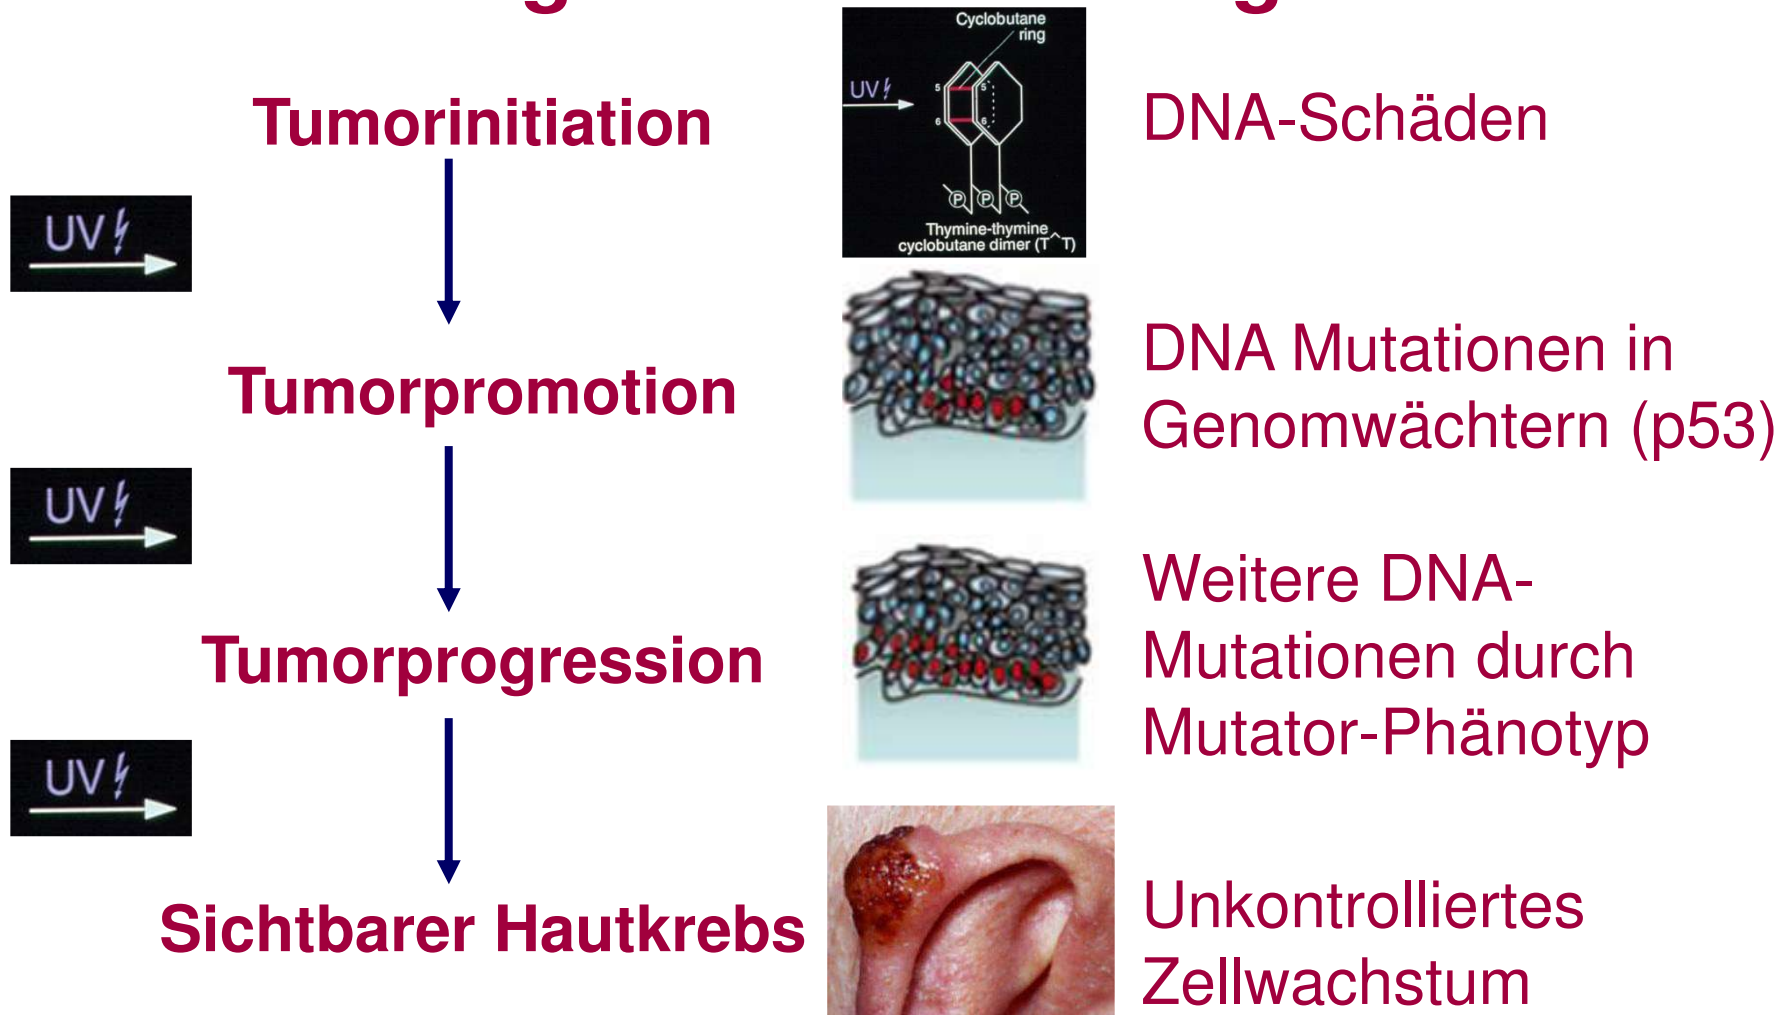 Cyclobutane
ring
UV
5
5
6
6
P P P
Thymine-thymine
cyclobutane dimer (T^T)
Tumorinitiation
DNA-Schäden
UV
Tumorpromotion
DNA Mutationen in
Genomwächtern (p53)
UV
Tumorprogression
Weitere DNA-
Mutationen durch
Mutator-Phänotyp
UV
Sichtbarer Hautkrebs
Unkontrolliertes
Zellwachstum